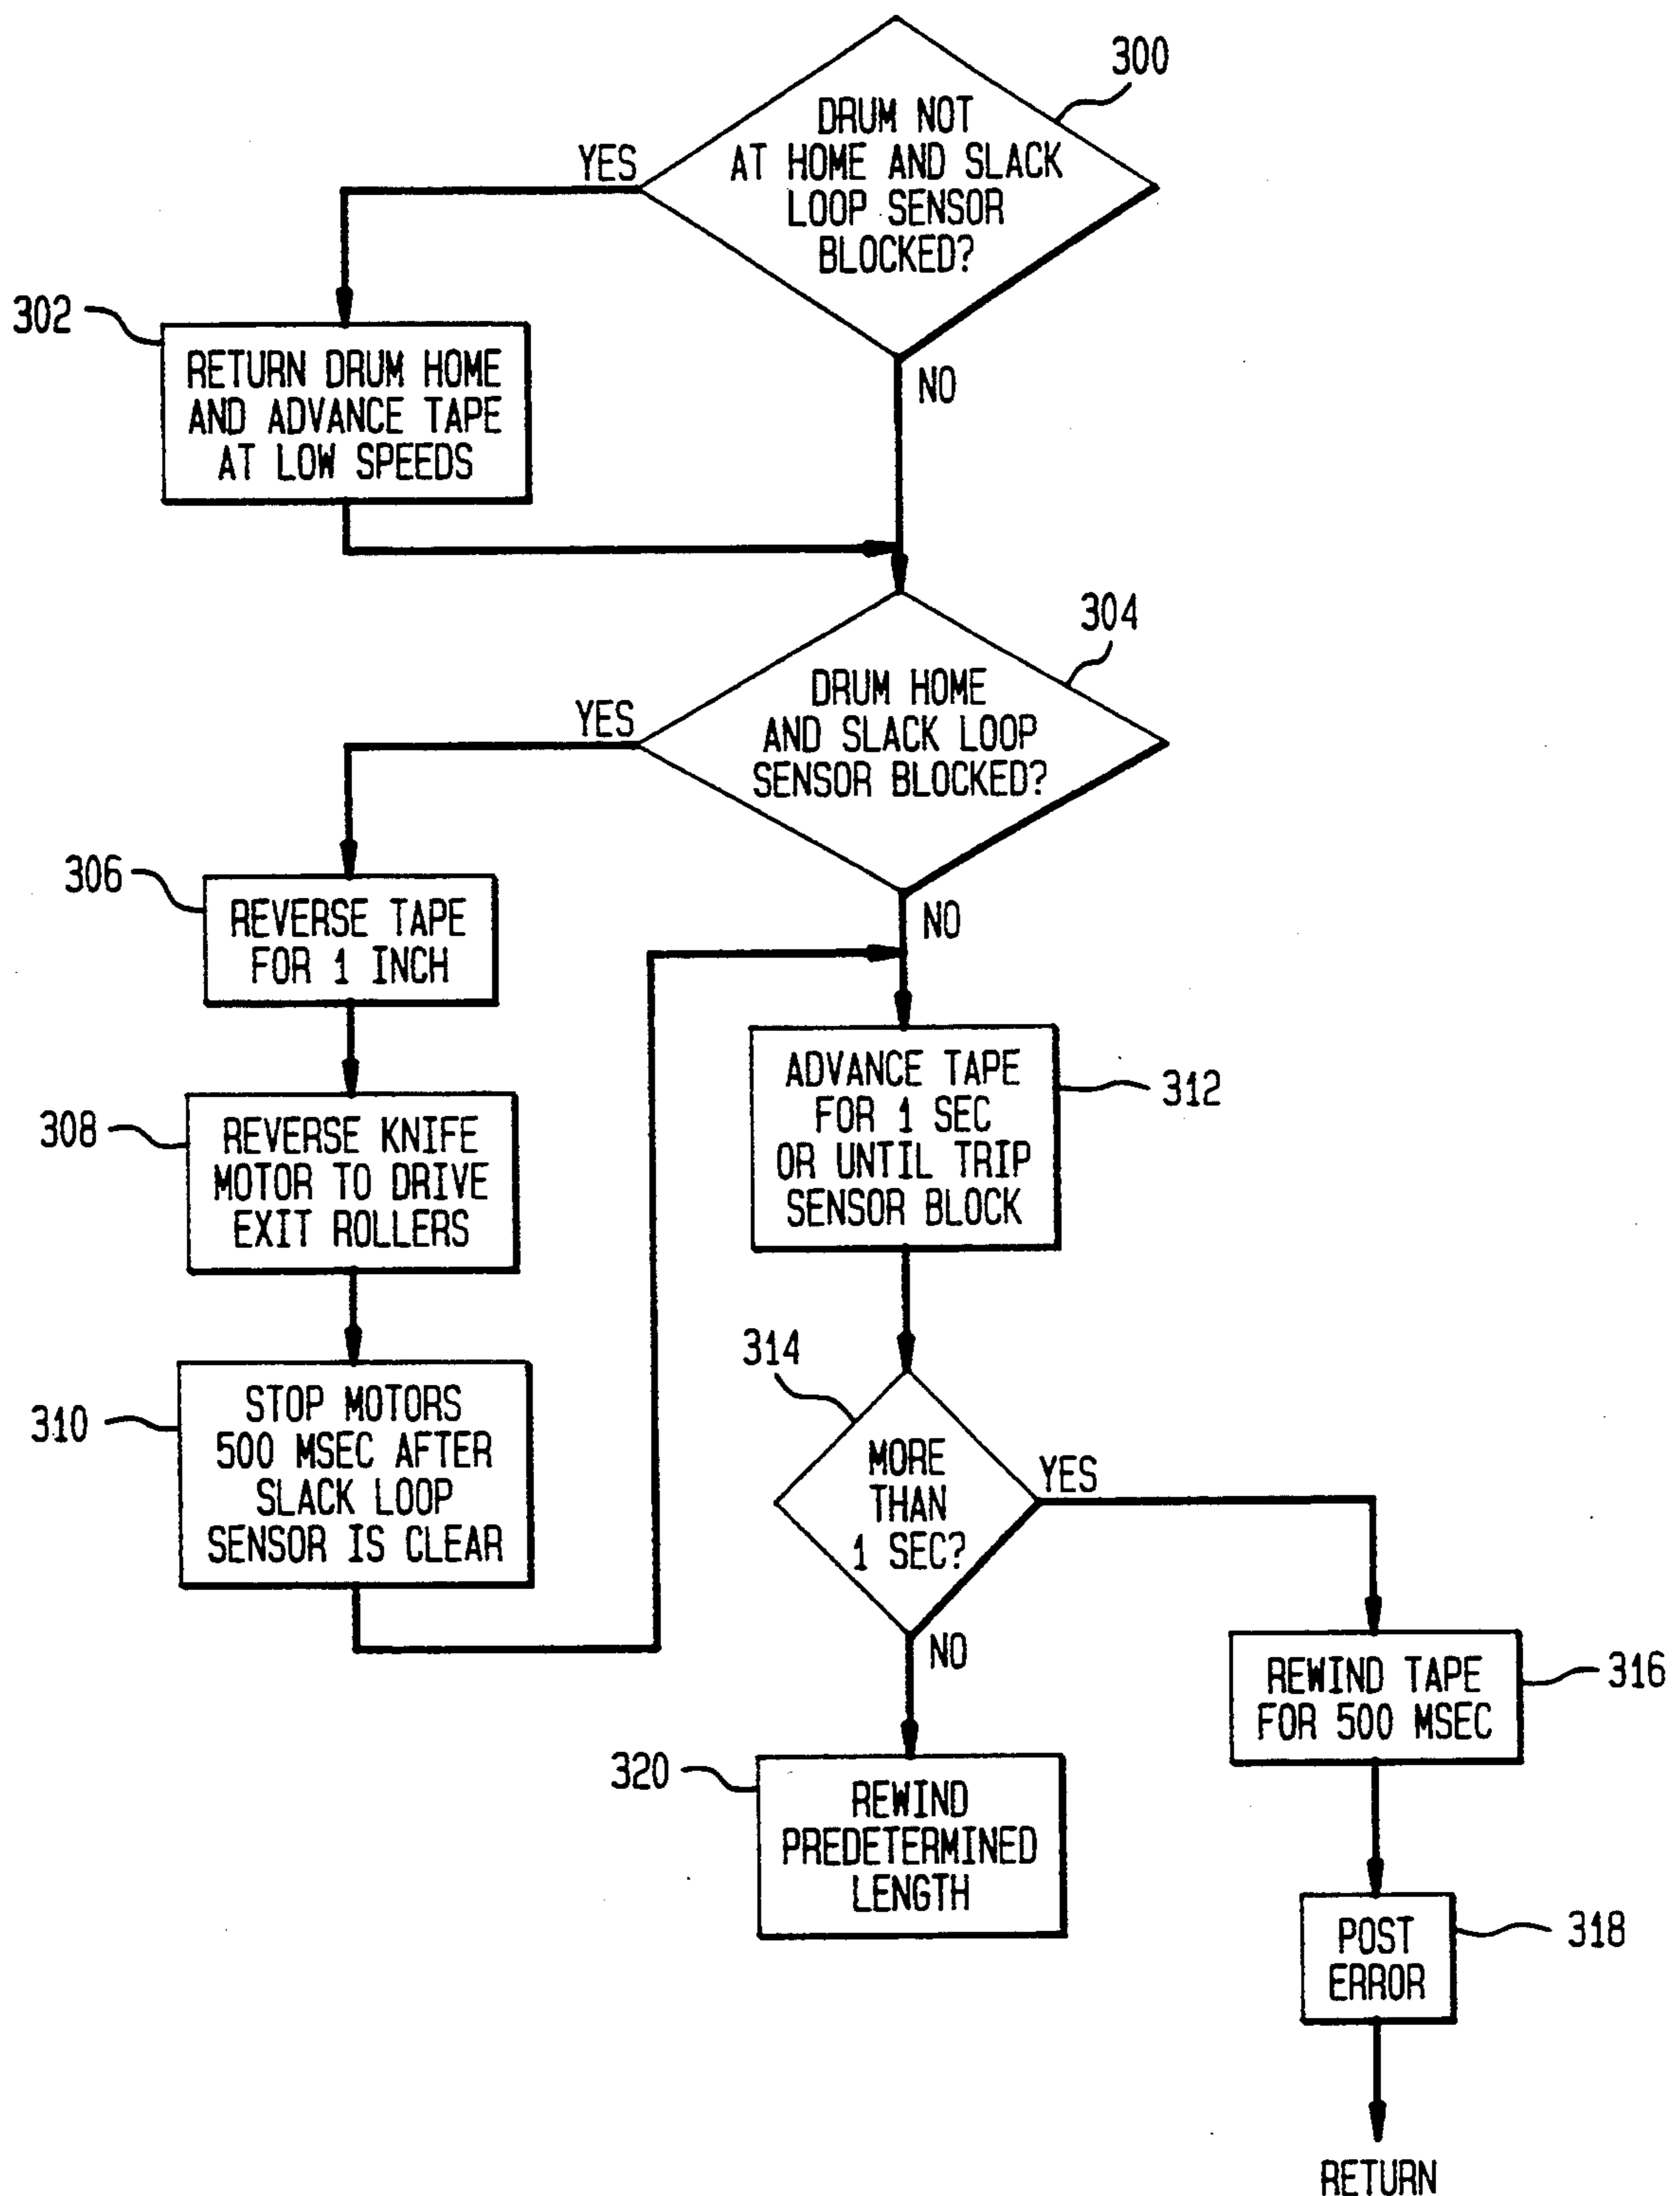 300
DRUM NOT
AT HOME AND SLACK
LOOP SENSOR
BLOCKED?
YES
NO
302
RETURN DRUM HOME
AND ADVANCE TAPE
AT LOW SPEEDS
304
DRUM HOME
AND SLACK LOOP
SENSOR BLOCKED?
YES
NO
306
REVERSE TAPE
FOR 1 INCH
308
REVERSE KNIFE
MOTOR TO DRIVE
EXIT ROLLERS
310
STOP MOTORS
500 MSEC AFTER
SLACK LOOP
SENSOR IS CLEAR
ADVANCE TAPE
FOR 1 SEC
OR UNTIL TRIP
SENSOR BLOCK
312
314
MORE
THAN
1 SEC?
YES
NO
REWIND TAPE
FOR 500 MSEC
316
320
REWIND
PREDETERMINED
LENGTH
POST
ERROR
318
RETURN